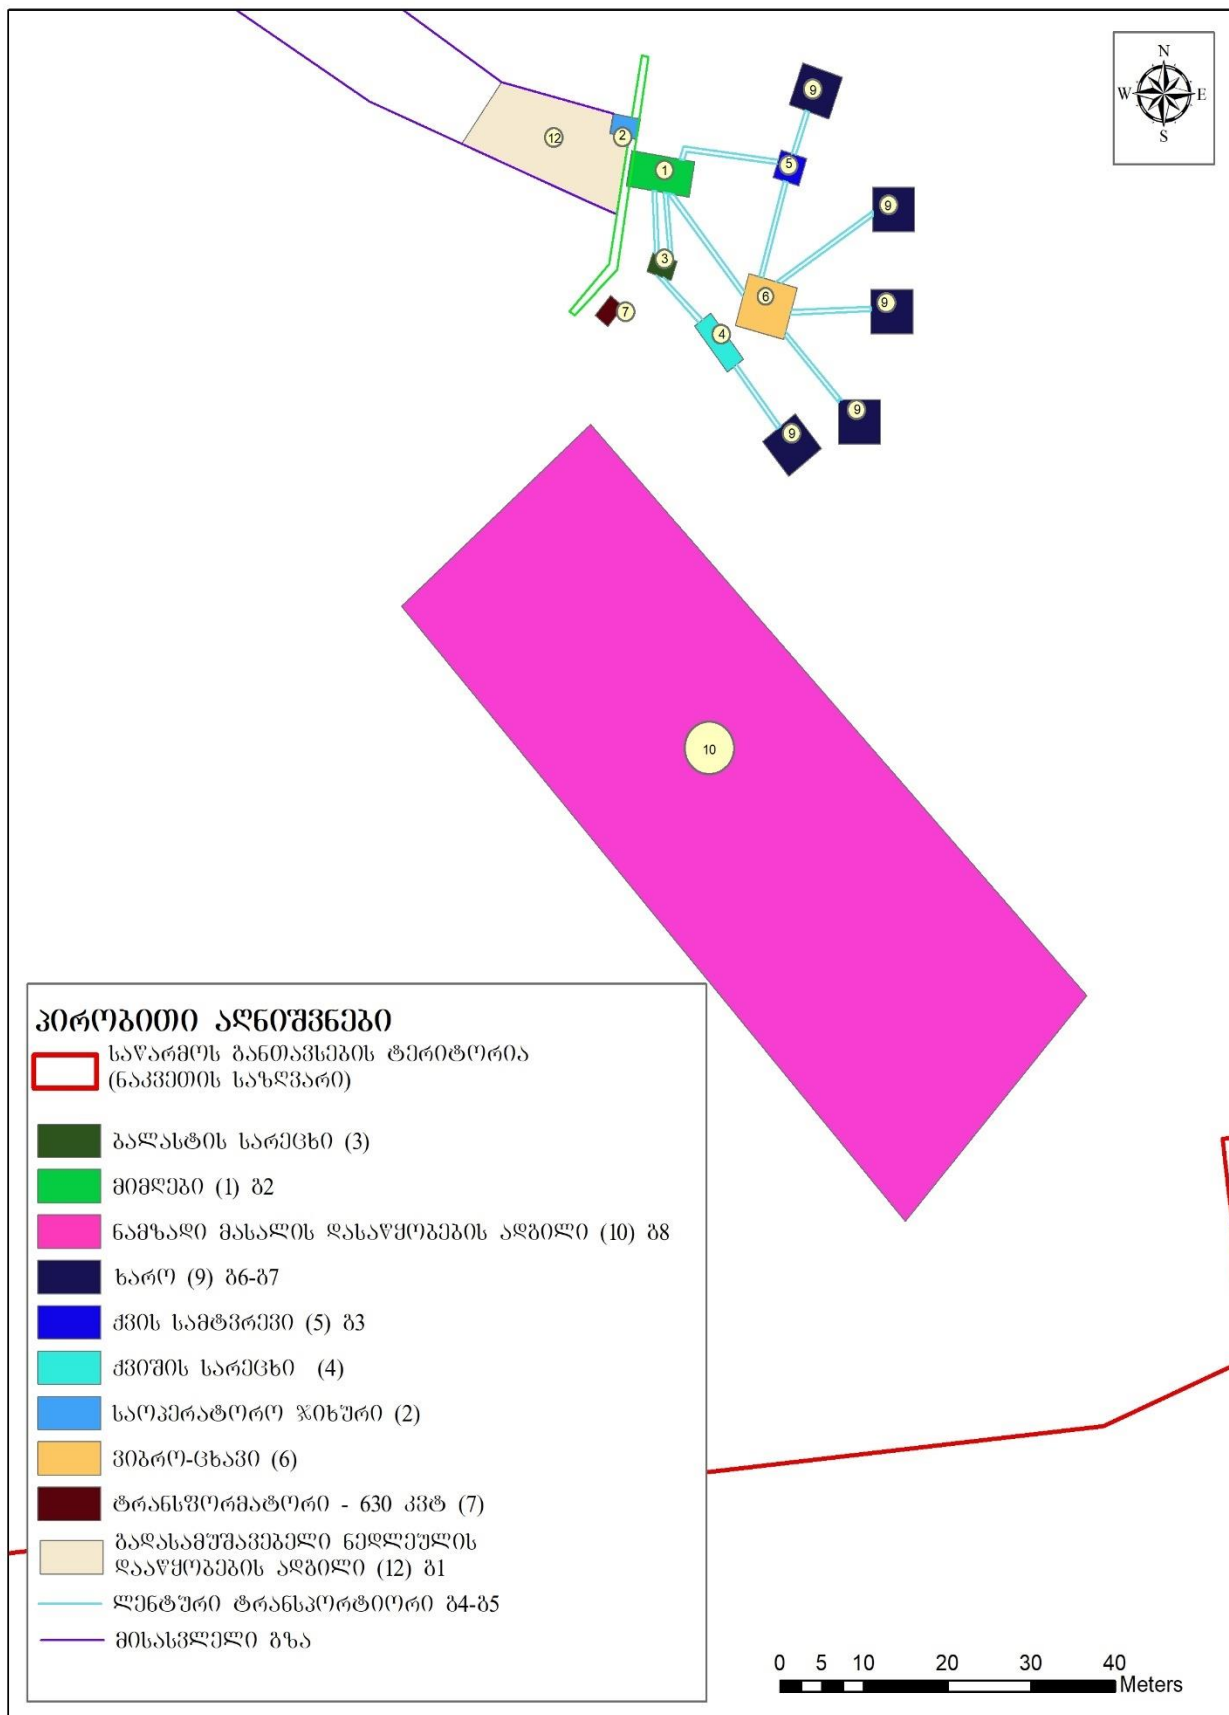 N
W E
S
9
12
2
1
5
9
3
6
9
7
4
9
9
10
პირობითი აღნიშვნები
საწარმოს განთავსების ტერიტორია
(ნაკვეთის საზღვარი)
ბალასტის სარეცხი (3)
მიმღები (1) გ2
ნამზადი მასალის დასაწყობების ადგილი (10) გ8
ხარო (9) გ6-გ7
ქვის სამტვრევი (5) გ3
ქვიშის სარეცხი (4)
საოპერატორო ჯიხური (2)
ვიბრო-ცხავი (6)
ტრანსფორმატორი - 630 კვტ (7)
გადასამუშავებელი ნედლეულის
დააწყობების ადგილი (12) გ1
ლენტური ტრანსპორტიორი გ4-გ5
მისასვლელი გზა
0 5 10 20 30 40
Meters